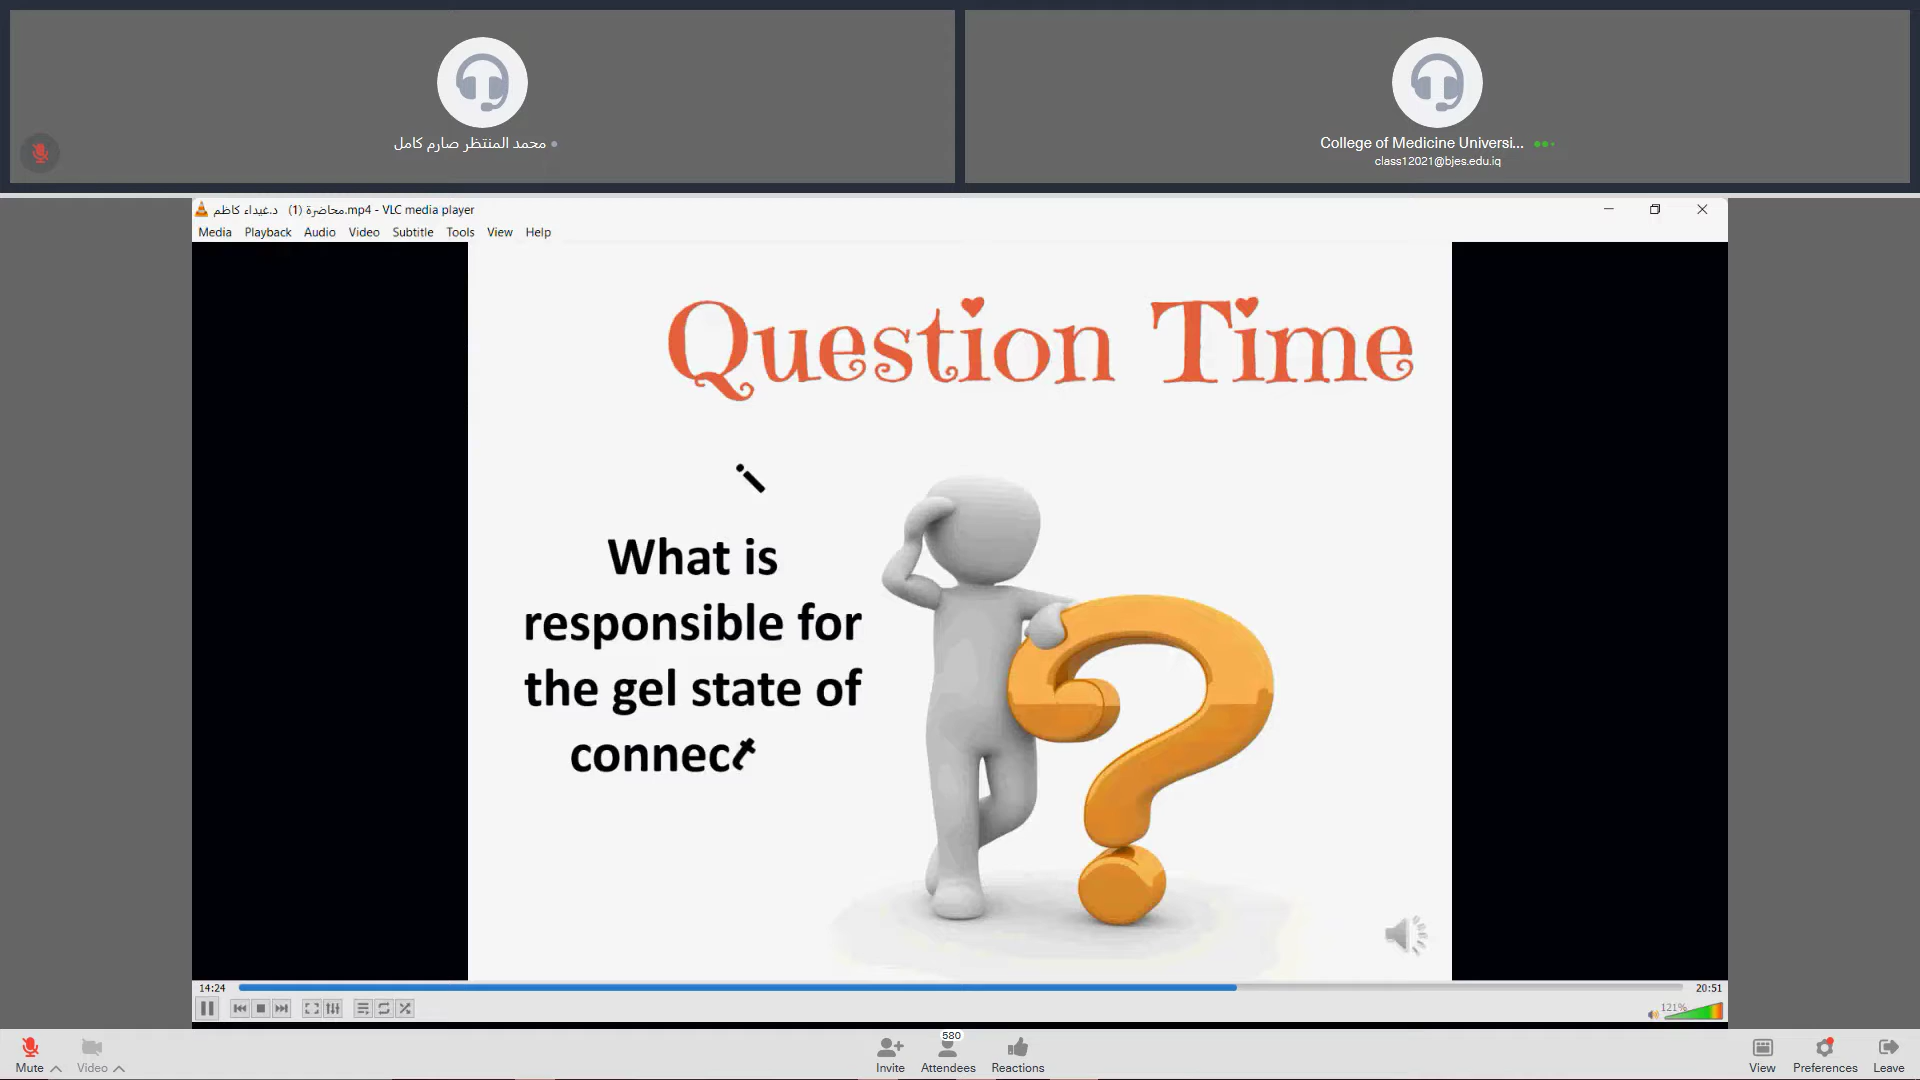 محمد المنتظر صارم كامل
College of Medicine Universi...
class12021@bjes.edu.iq
محاضرة (1) د.غيداء كاظم.mp4 - VLC media player
Media Playback Audio Video Subtitle Tools View Help
Question Time
What is
responsible for
the gel state of
connect
14:24
20:51
121%
580
Mute
Video
Invite
Attendees
Reactions
View
Preferences
Leave